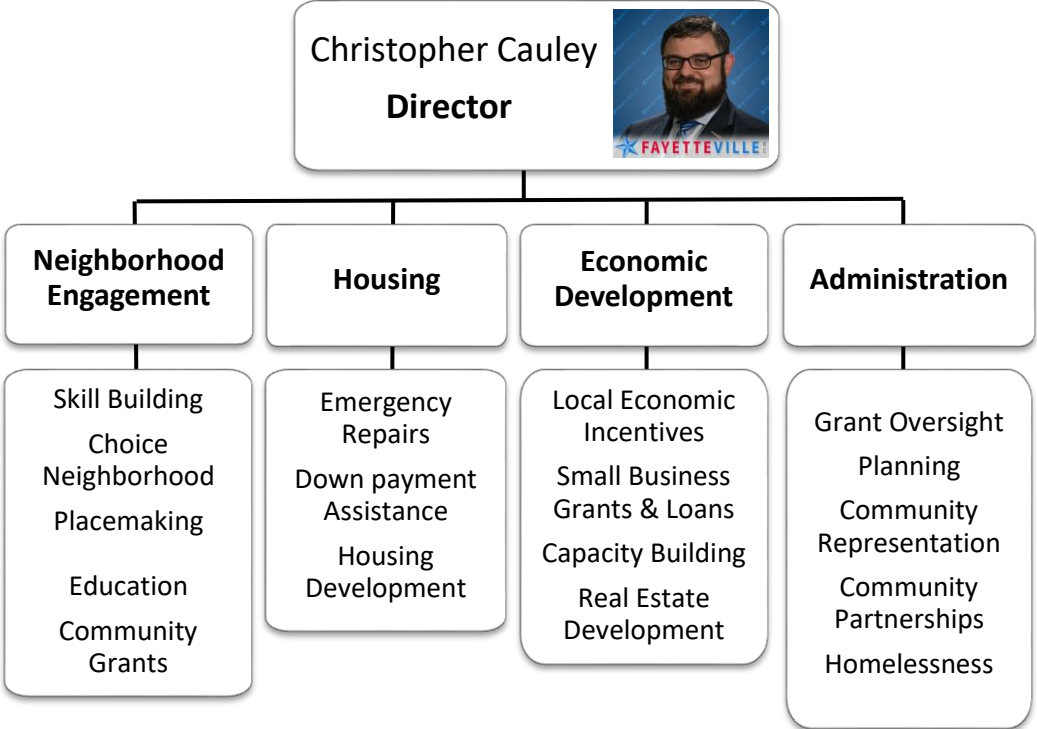 Christopher Cauley
Director
FAYETTEVILLE
Neighborhood
Engagement
Housing
Economic
Development
Administration
Skill Building
Choice
Neighborhood
Placemaking
Education
Community
Grants
Emergency
Repairs
Down payment
Assistance
Housing
Development
Local Economic
Incentives
Small Business
Grants & Loans
Capacity Building
Real Estate
Development
Grant Oversight
Planning
Community
Representation
Community
Partnerships
Homelessness